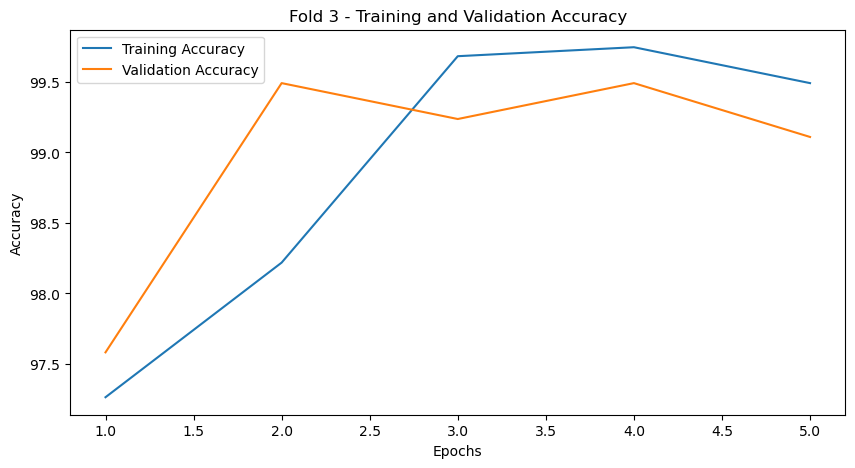 Fold 3 - Training and Validation Accuracy
Training Accuracy
Validation Accuracy
Accuracy
99.5
99.0
98.5
98.0
97.5
1.0 1.5 2.0 2.5 3.0 3.5 4.0 4.5 5.0
Epochs